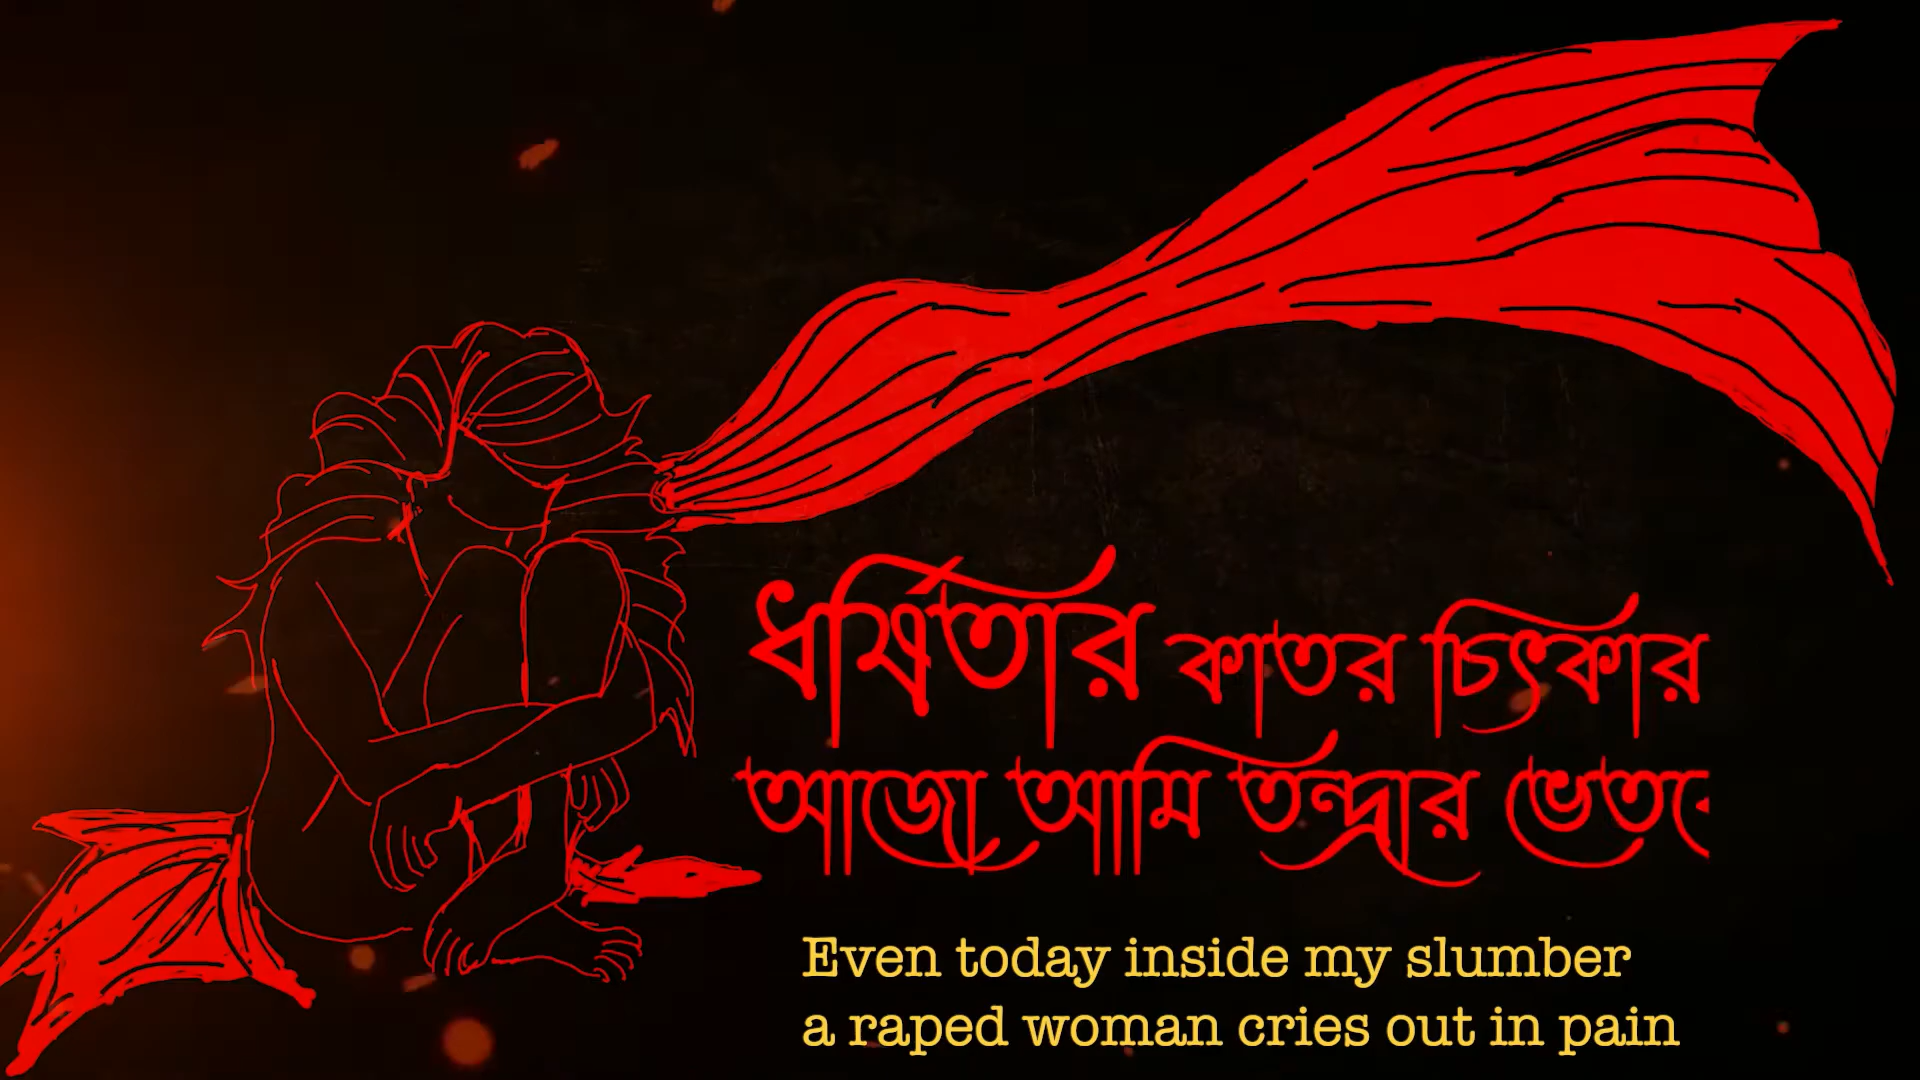 ধর্ষিতার কাতর চিৎকার
আজো আমি তন্দ্রার
Even today inside my slumber
a raped woman cries out in pain